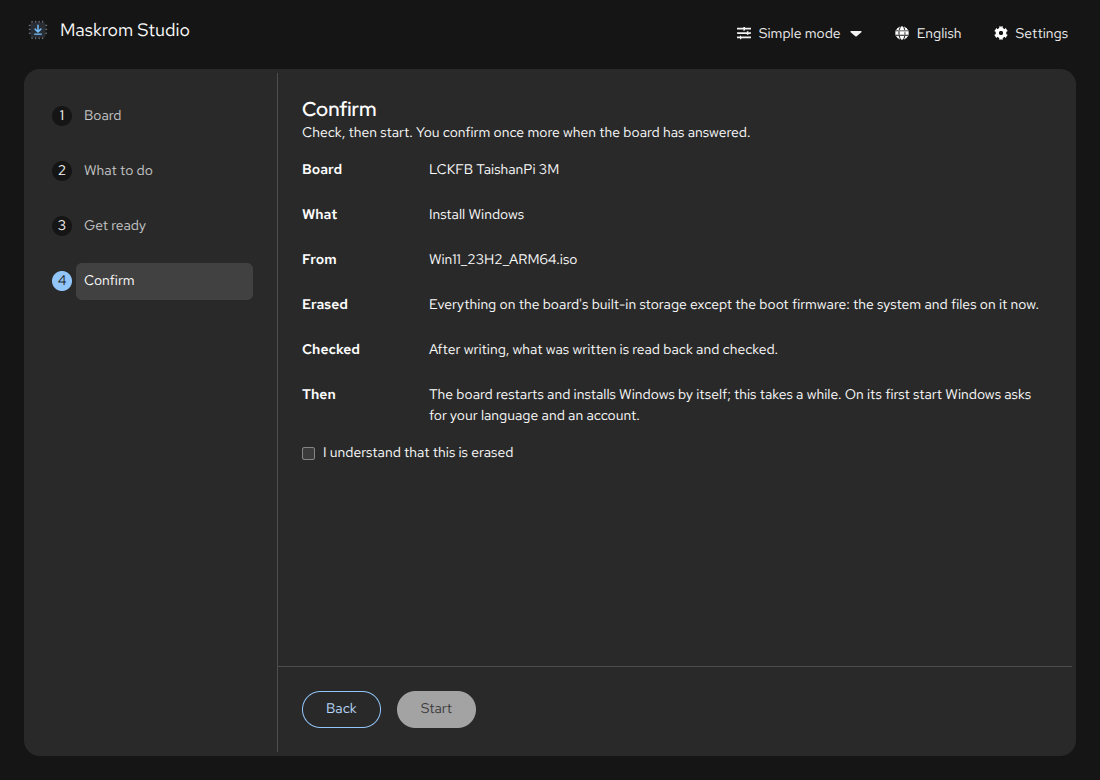 Maskrom Studio
Simple mode
English
Settings
1 Board
2 What to do
3 Get ready
4 Confirm
Confirm
Check, then start. You confirm once more when the board has answered.
Board LCKFB TaishanPi 3M
What Install Windows
From Win11_23H2_ARM64.iso
Erased Everything on the board's built-in storage except the boot firmware: the system and files on it now.
Checked After writing, what was written is read back and checked.
Then The board restarts and installs Windows by itself; this takes a while. On its first start Windows asks
for your language and an account.
I understand that this is erased
Back
Start